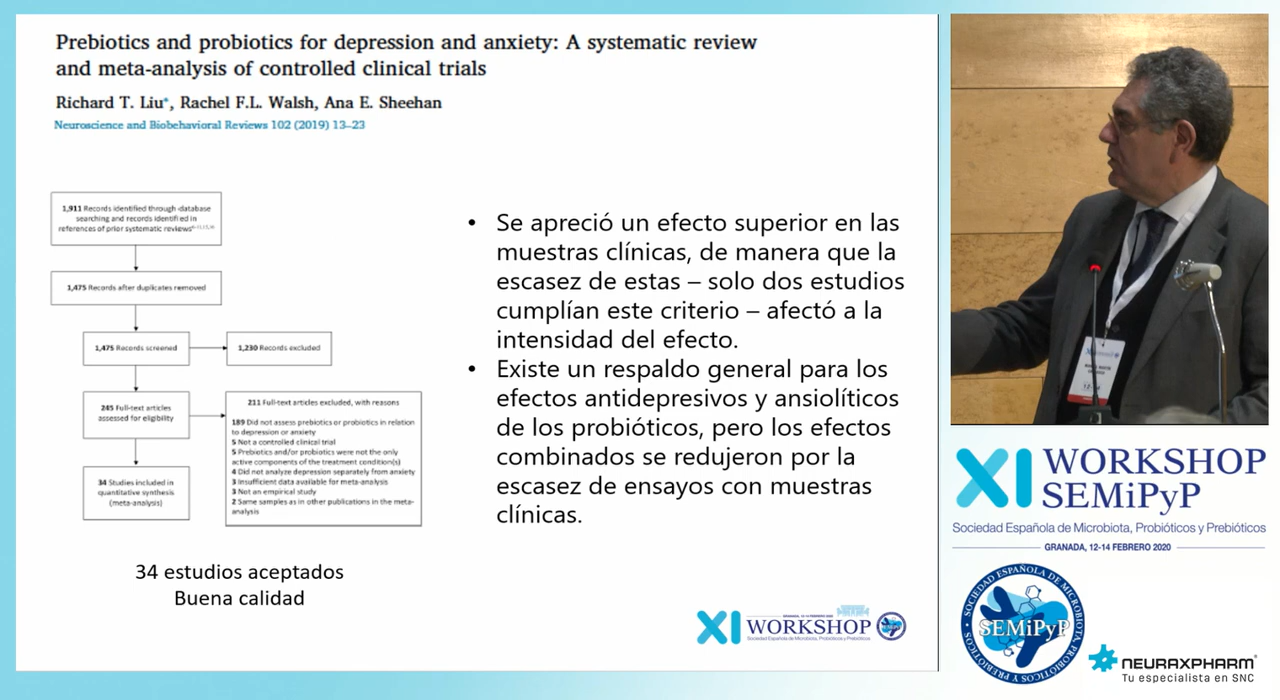 Prebiotics and probiotics for depression and anxiety: A systematic review
and meta-analysis of controlled clinical trials
Richard T. Liu*, Rachel F.L. Walsh, Ana E. Sheehan
Neuroscience and Biobehavioral Reviews 102 (2019) 13–23
1,911 Records identified through database
searching and records identified in
references of prior systematic reviews
1,475 Records after duplicates removed
1,475 Records screened
1,230 Records excluded
245 Full-text articles
assessed for eligibility
211 Full-text articles excluded, with reasons
189 Did not assess prebiotics or probiotics in relation
to depression or anxiety
5 Not a controlled clinical trial
5 Prebiotics and/or probiotics were not the only
active components of the treatment condition(s)
4 Did not analyze depression separately from anxiety
3 Insufficient data available for meta-analysis
3 Not an empirical study
2 Same samples as in other publications in the meta-
analysis
34 Studies included in
quantitative synthesis
(meta-analysis)
34 estudios aceptados
Buena calidad
• Se apreció un efecto superior en las
muestras clínicas, de manera que la
escasez de estas – solo dos estudios
cumplían este criterio – afectó a la
intensidad del efecto.
• Existe un respaldo general para los
efectos antidepresivos y ansiolíticos
de los probióticos, pero los efectos
combinados se redujeron por la
escasez de ensayos con muestras
clínicas.
GRANADA, 12-14 FEBRERO 2020
XI WORKSHOP
Sociedad Española de Microbiota, Probióticos y Prebióticos
XI WORKSHOP
SEMiPyP
Sociedad Española de Microbiota, Probióticos y Prebióticos
GRANADA, 12-14 FEBRERO 2020
SOCIEDAD ESPAÑOLA DE MICROBIOTA PROBIÓTICOS Y PREBIÓTICOS
SEMiPyP
NEURAXPHARM
Tu especialista en SNC